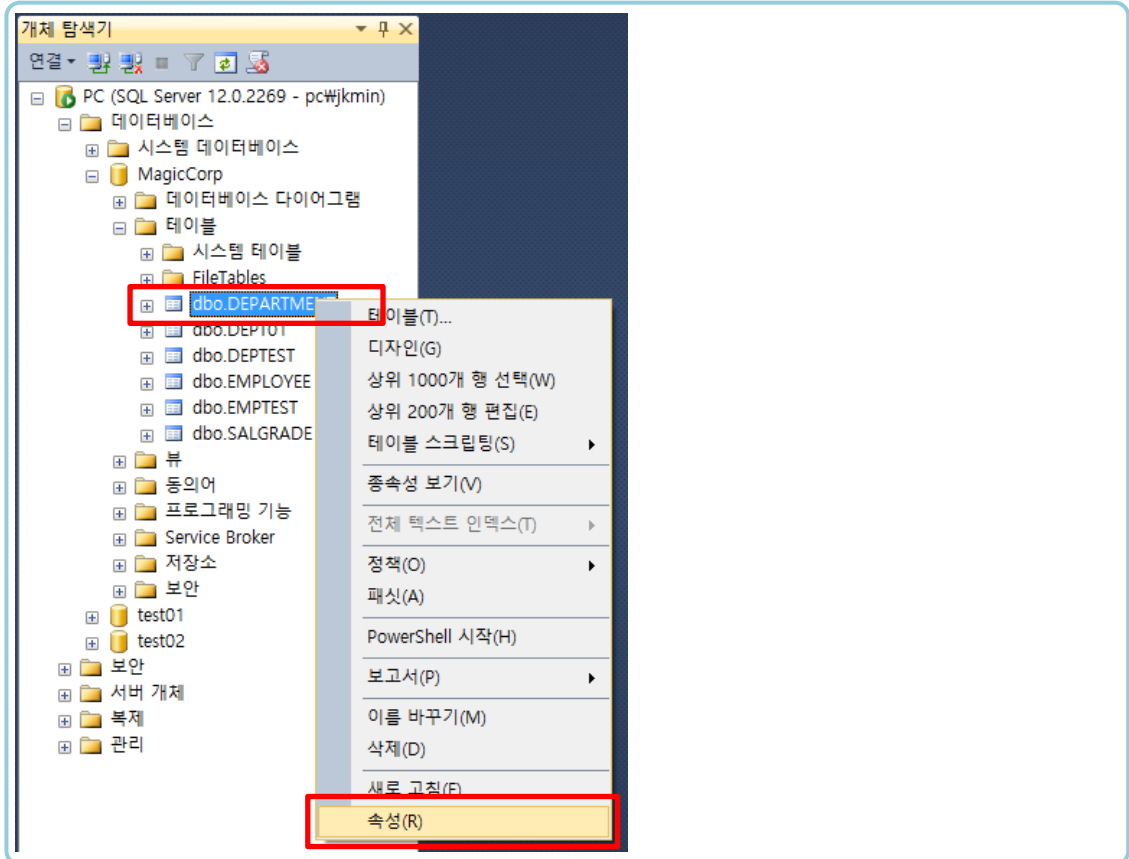 개체 탐색기
연결
PC (SQL Server 12.0.2269 - pc₩jkmin)
데이터베이스
시스템 데이터베이스
MagicCorp
데이터베이스 다이어그램
테이블
시스템 테이블
FileTables
dbo.DEPARTMENT
dbo.DEPT01
dbo.DEPTEST
dbo.EMPLOYEE
dbo.EMPTEST
dbo.SALGRADE
뷰
동의어
프로그래밍 기능
Service Broker
저장소
보안
test01
test02
보안
서버 개체
복제
관리
테이블(T)...
디자인(G)
상위 1000개 행 선택(W)
상위 200개 행 편집(E)
테이블 스크립팅(S)
종속성 보기(V)
전체 텍스트 인덱스(T)
정책(O)
패싯(A)
PowerShell 시작(H)
보고서(P)
이름 바꾸기(M)
삭제(D)
새로 고침(F)
속성(R)